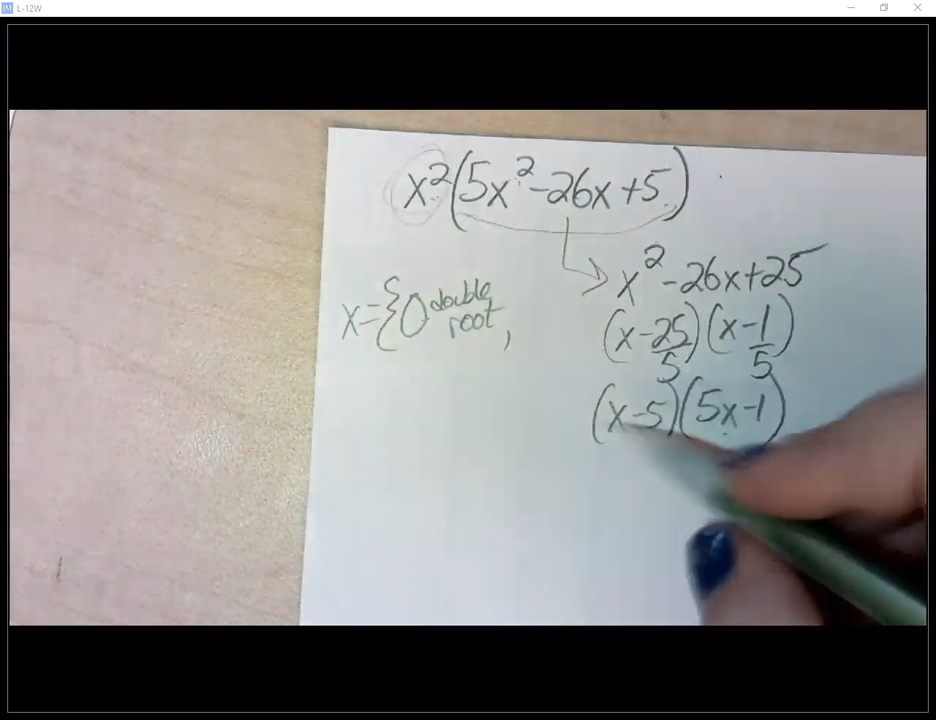 L-12W
x²(5x²-26x+5)
x²-26x+25
x={0 double root,
(x-25/5)(x-1/5)
(x-5)(5x-1)